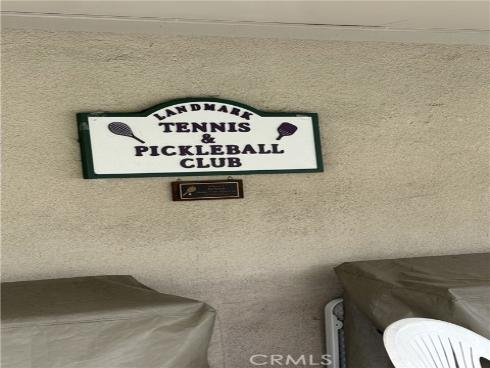 LANDMARK
TENNIS
&
PICKLEBALL
CLUB
CRMLS